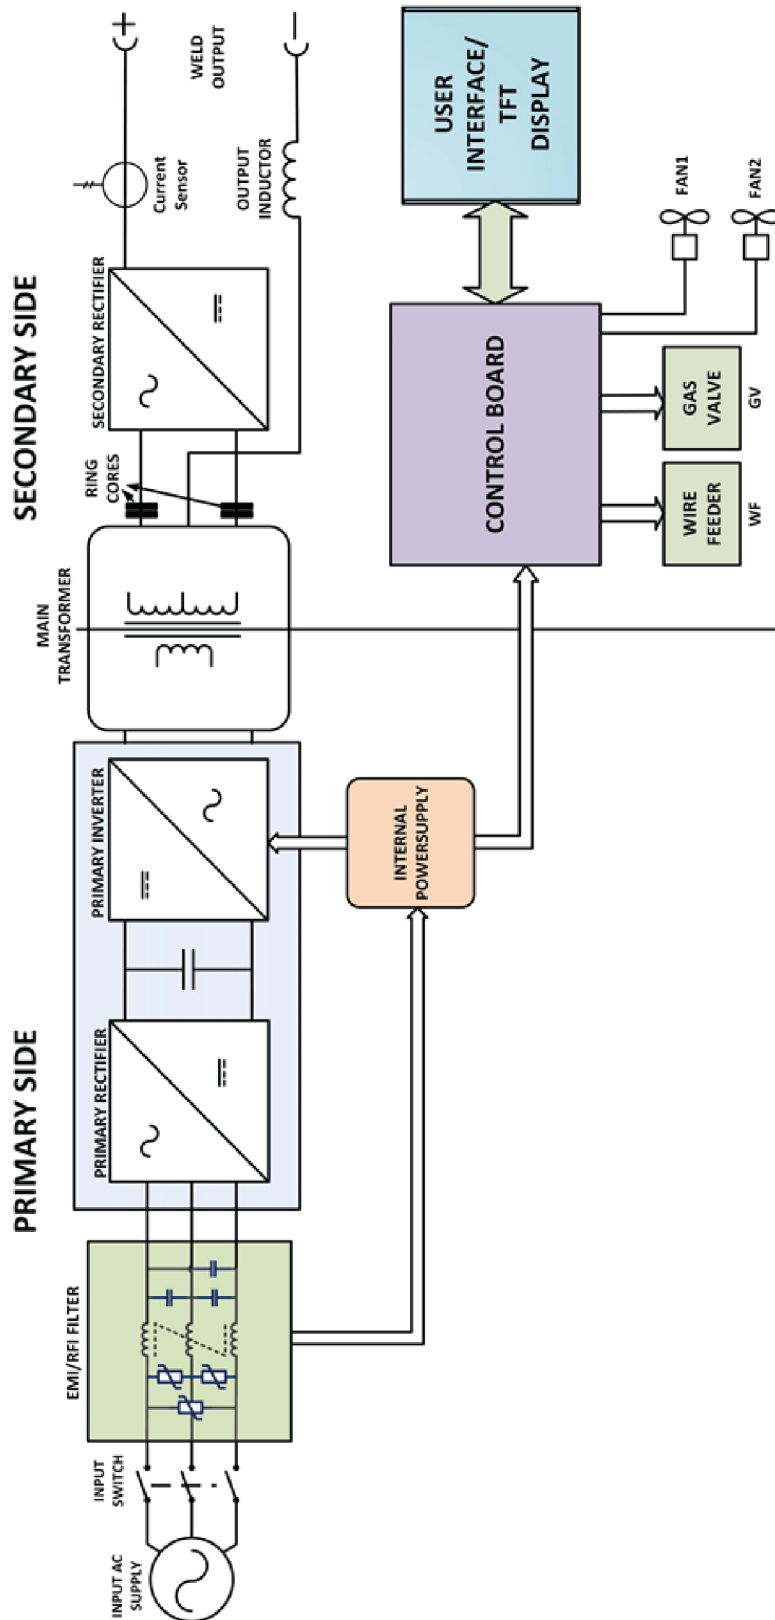 PRIMARY SIDE
SECONDARY SIDE
INPUT AC
SUPPLY
INPUT
SWITCH
EMI/RFI FILTER
PRIMARY RECTIFIER
PRIMARY INVERTER
MAIN
TRANSFORMER
RING
CORES
SECONDARY RECTIFIER
Current
Sensor
+
WELD
OUTPUT
−
OUTPUT
INDUCTOR
INTERNAL
POWERSUPPLY
CONTROL BOARD
USER
INTERFACE/
TFT
DISPLAY
WIRE
FEEDER
WF
GAS
VALVE
GV
FAN1
FAN2